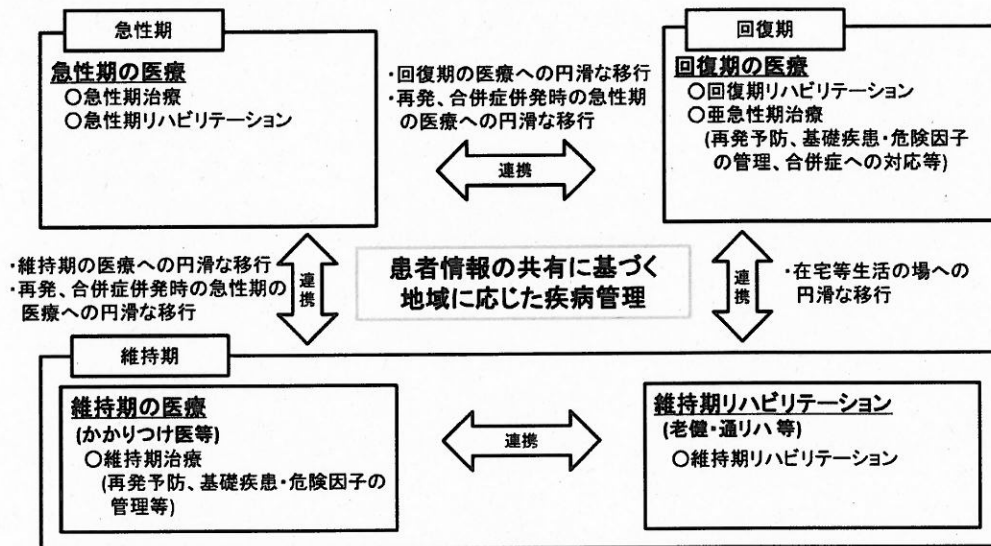 急性期
急性期の医療
○急性期治療
○急性期リハビリテーション
・回復期の医療への円滑な移行
・再発、合併症併発時の急性期
の医療への円滑な移行
連携
回復期
回復期の医療
○回復期リハビリテーション
○亜急性期治療
(再発予防、基礎疾患・危険因子
の管理、合併症への対応等)
・維持期の医療への円滑な移行
・再発、合併症併発時の急性期の
医療への円滑な移行
連携
患者情報の共有に基づく
地域に応じた疾病管理
連携
・在宅等生活の場への
円滑な移行
維持期
維持期の医療
(かかりつけ医等)
○維持期治療
(再発予防、基礎疾患・危険因子の
管理等)
連携
維持期リハビリテーション
(老健・通リハ 等)
○維持期リハビリテーション